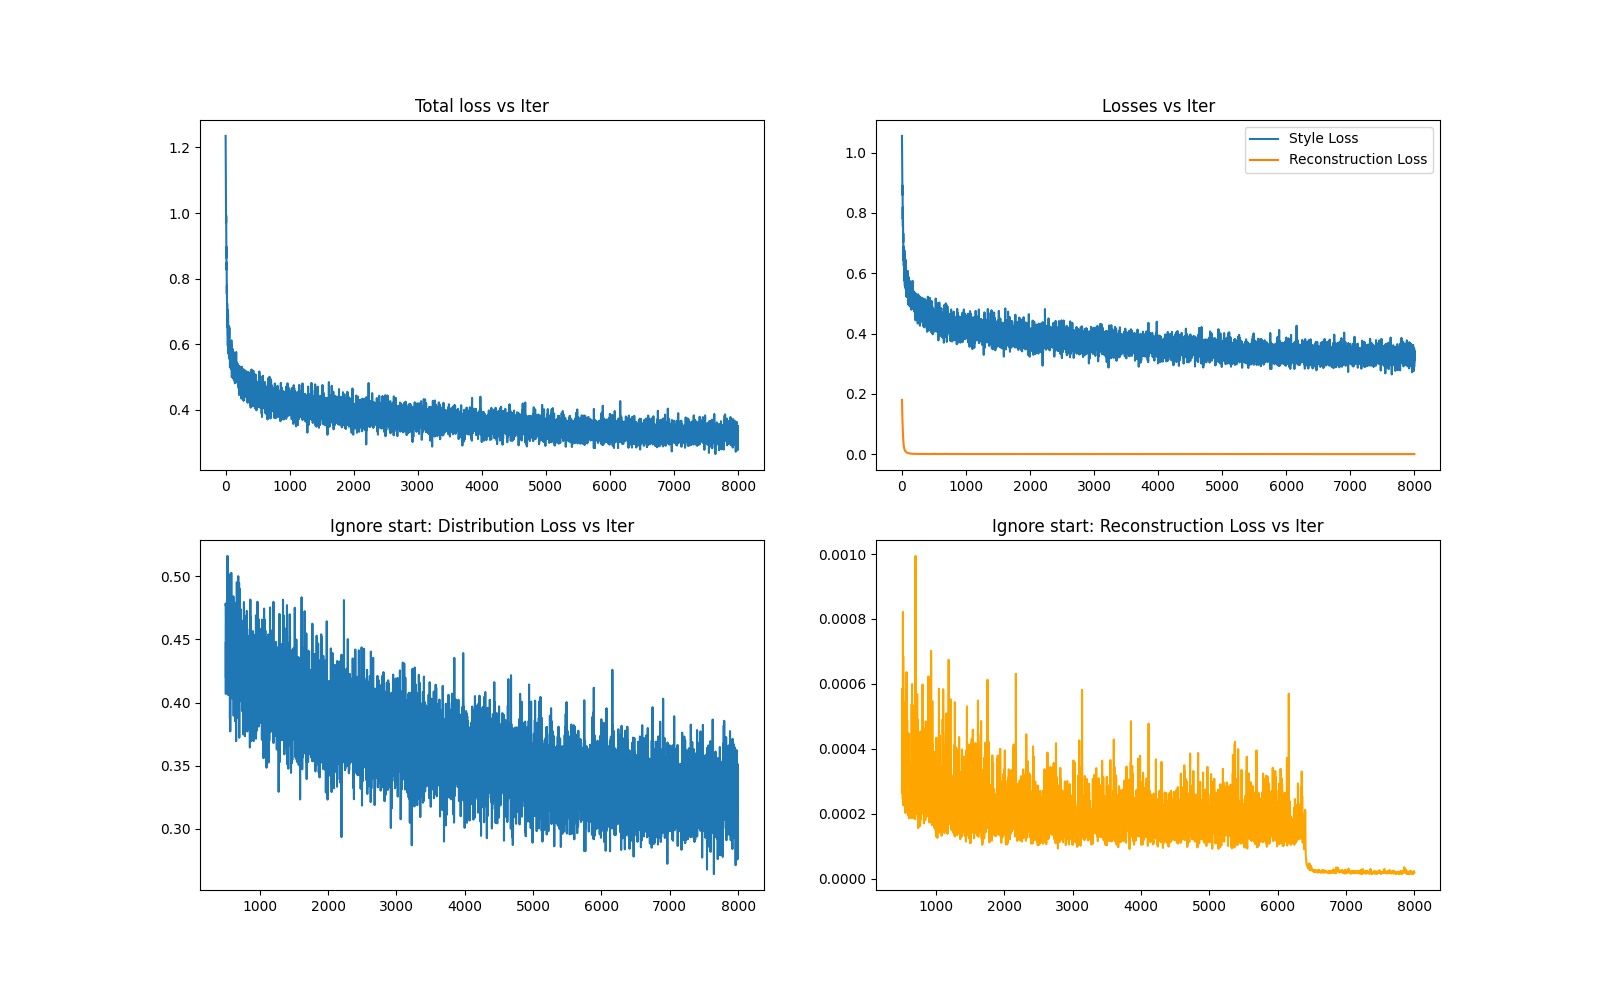 Total loss vs Iter
1.2
1.0
0.8
0.6
0.4
0 1000 2000 3000 4000 5000 6000 7000 8000
Losses vs Iter
Style Loss
Reconstruction Loss
1.0
0.8
0.6
0.4
0.2
0.0
0 1000 2000 3000 4000 5000 6000 7000 8000
Ignore start: Distribution Loss vs Iter
0.50
0.45
0.40
0.35
0.30
1000 2000 3000 4000 5000 6000 7000 8000
Ignore start: Reconstruction Loss vs Iter
0.0010
0.0008
0.0006
0.0004
0.0002
0.0000
1000 2000 3000 4000 5000 6000 7000 8000